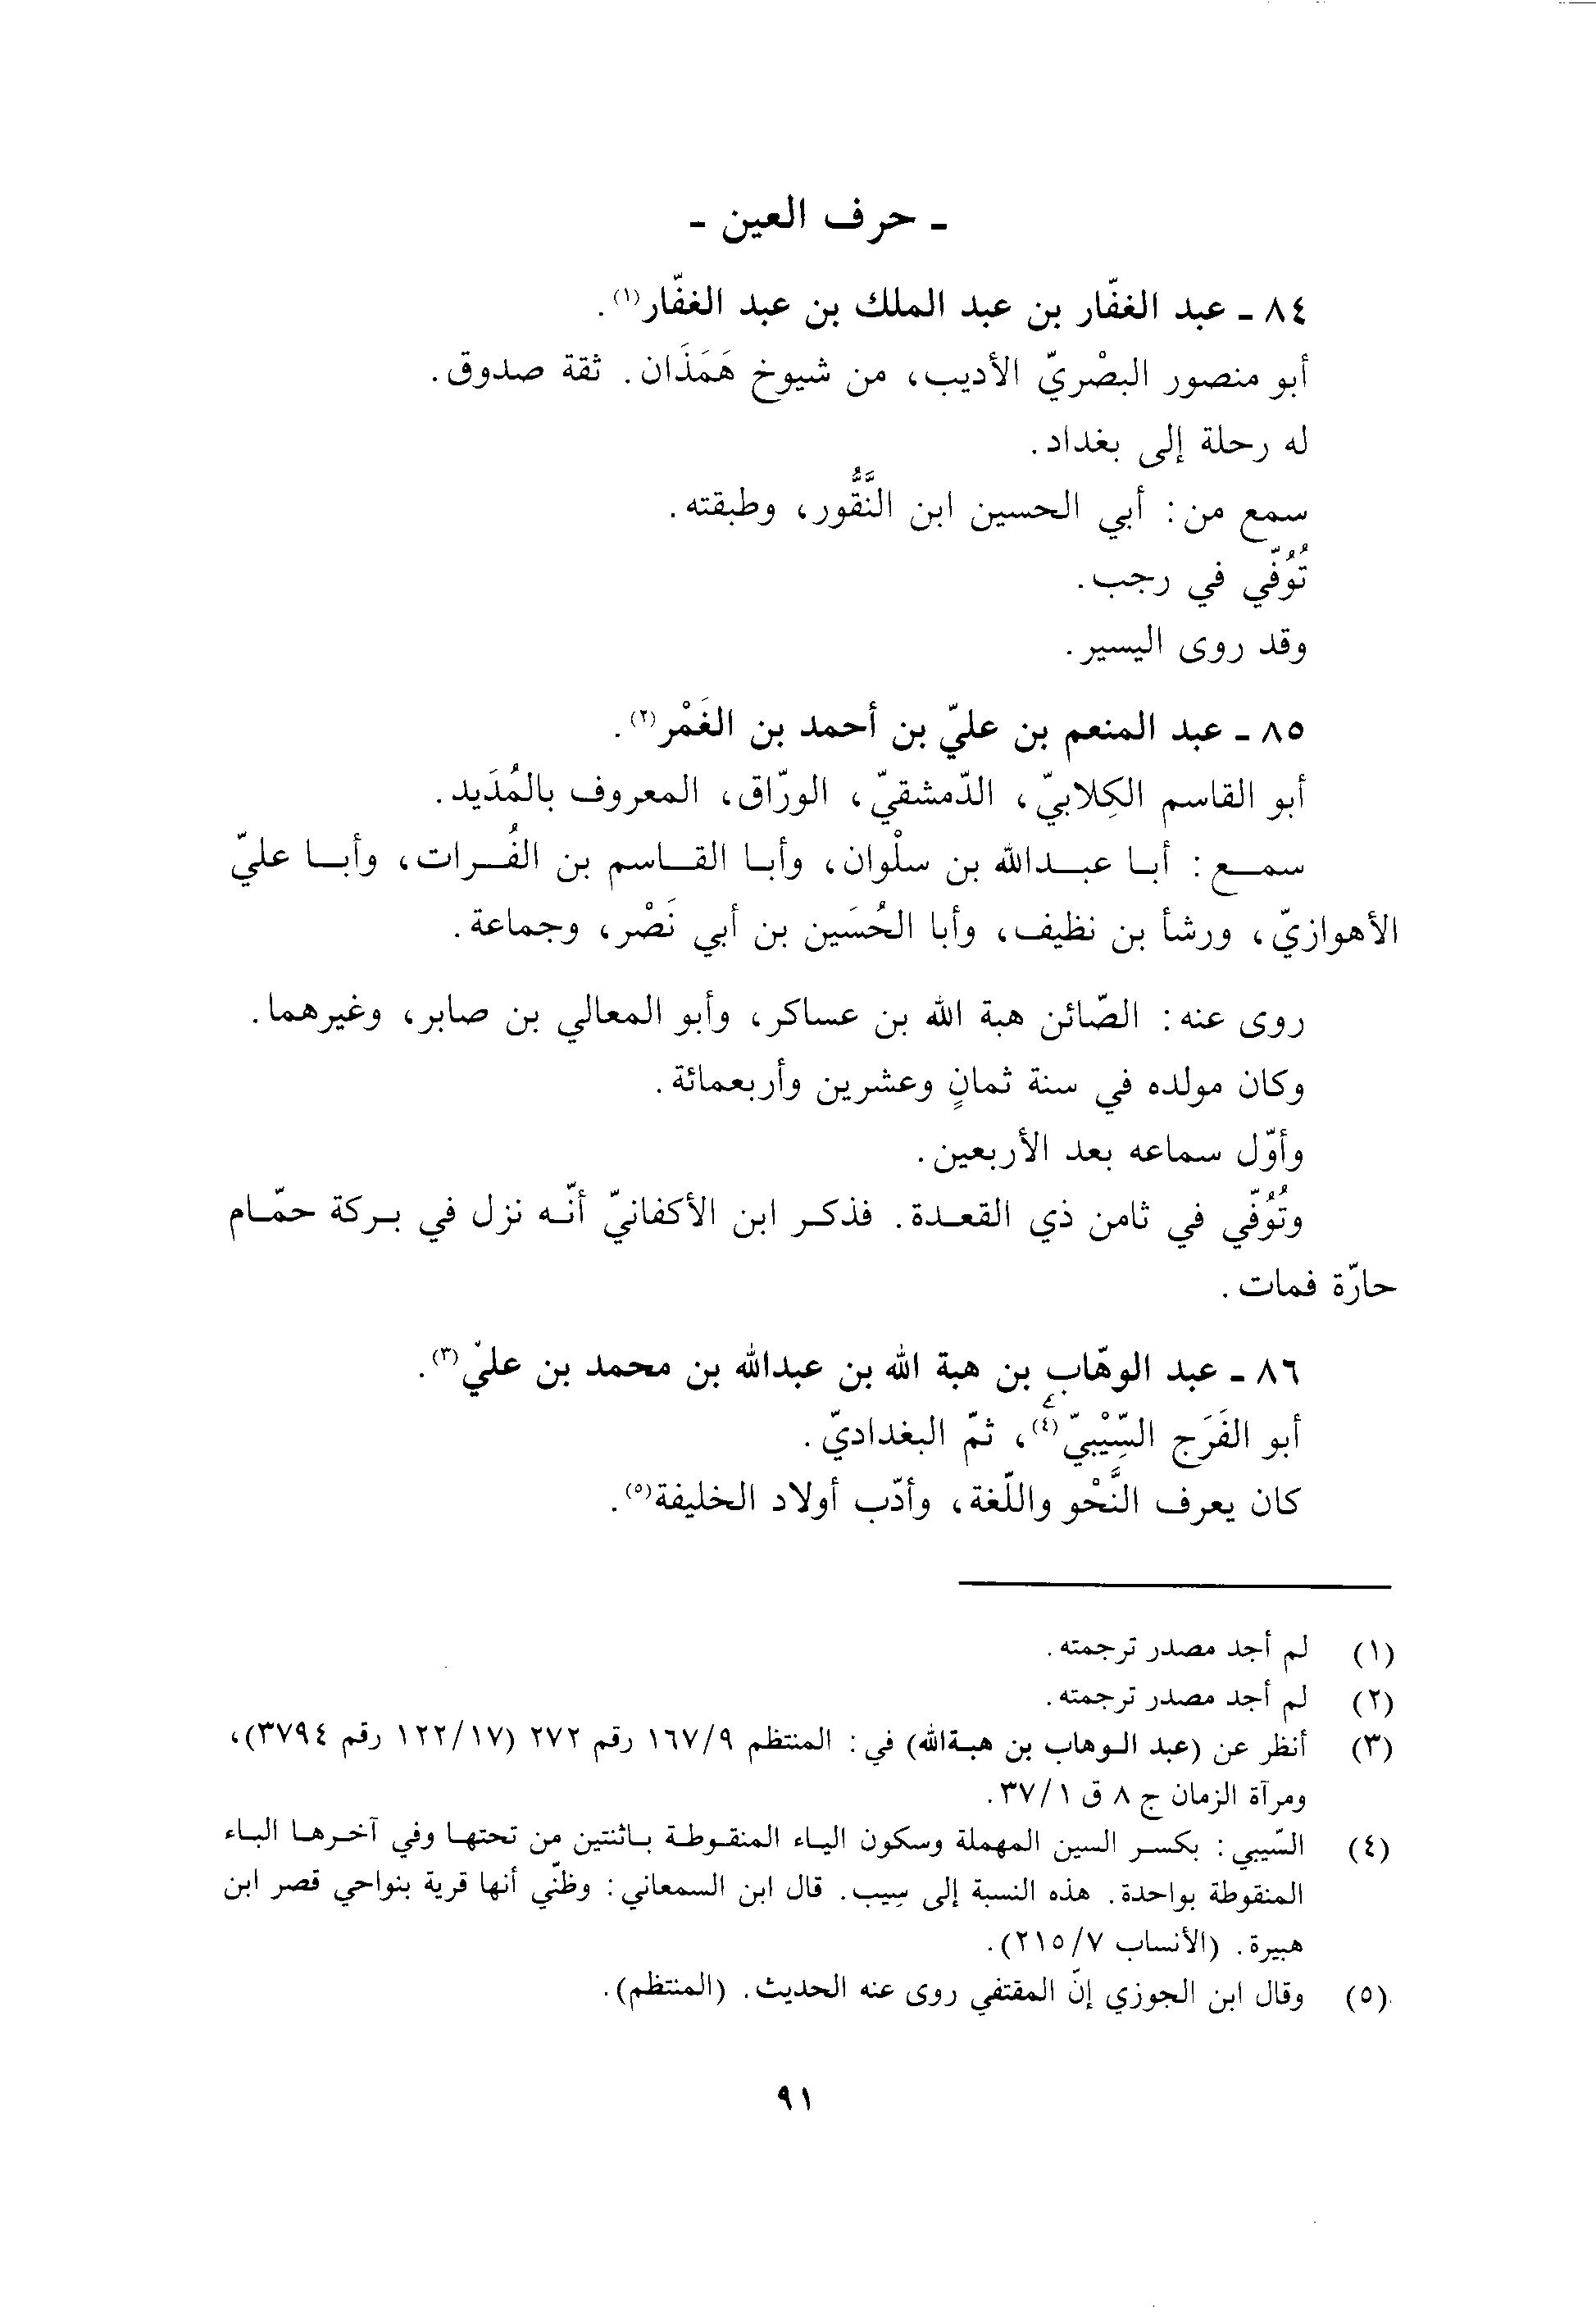 ـ حرف العين ـ
٨٤ ـ عبد الغفّار بن عبد الملك بن عبد الغفّار(١).
أبو منصور البصْريّ الأديب، من شيوخ هَمَذَان. ثقة صدوق.
له رحلة إلى بغداد.
سمع من: أبي الحسين ابن النَّقُّور، وطبقته.
تُوُفّي في رجب.
وقد روى اليسير.
٨٥ ـ عبد المنعم بن عليّ بن أحمد بن الغَمْر(٢).
أبو القاسم الكِلابيّ، الدّمشقيّ، الورّاق، المعروف بالمُدَيد.
سمع: أبا عبدالله بن سلْوان، وأبا القاسم بن الفُرات، وأبا عليّ
الأهوازيّ، ورشأ بن نظيف، وأبا الحُسَين بن أبي نَصْر، وجماعة.
روى عنه: الصّائن هبة الله بن عساكر، وأبو المعالي بن صابر، وغيرهما.
وكان مولده في سنة ثمانٍ وعشرين وأربعمائة.
وأوّل سماعه بعد الأربعين.
وتُوُفّي في ثامن ذي القعدة. فذكر ابن الأكفانيّ أنّه نزل في بركة حمّام
حارّة فمات.
٨٦ ـ عبد الوهّاب بن هبة الله بن عبدالله بن محمد بن عليّ(٣).
أبو الفَرَج السِّيْبيّ(٤)، ثمّ البغداديّ.
كان يعرف النَّحْو واللّغة، وأدّب أولاد الخليفة(٥).
(١) لم أجد مصدر ترجمته.
(٢) لم أجد مصدر ترجمته.
(٣) أنظر عن (عبد الوهاب بن هبةالله) في: المنتظم ١٦٧/٩ رقم ٢٧٢ (١٢٢/١٧ رقم ٣٧٩٤)،
ومرآة الزمان ج ٨ ق ٣٧/١.
(٤) السّيبي: بكسر السين المهملة وسكون الياء المنقوطة باثنتين من تحتها وفي آخرها الباء
المنقوطة بواحدة. هذه النسبة إلى سِيب. قال ابن السمعاني: وظنّي أنها قرية بنواحي قصر ابن
هبيرة. (الأنساب ٢١٥/٧).
(٥) وقال ابن الجوزي إنّ المقتفي روى عنه الحديث. (المنتظم).
٩١